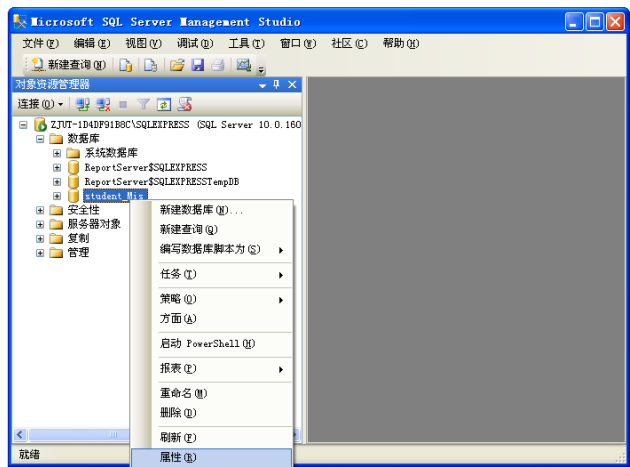 Microsoft SQL Server Management Studio
文件(F) 编辑(E) 视图(V) 调试(D) 工具(T) 窗口(W) 社区(C) 帮助(H)
新建查询(N)
对象资源管理器
连接(O)
ZJUT-1D4DF91B8C\SQLEXPRESS (SQL Server 10.0.160
数据库
系统数据库
ReportServer$SQLEXPRESS
ReportServer$SQLEXPRESSTempDB
student_Mis
安全性
服务器对象
复制
管理
新建数据库(N)...
新建查询(Q)
编写数据库脚本为(S)
任务(T)
策略(O)
方面(A)
启动 PowerShell(H)
报表(P)
重命名(M)
删除(D)
刷新(F)
属性(R)
就绪